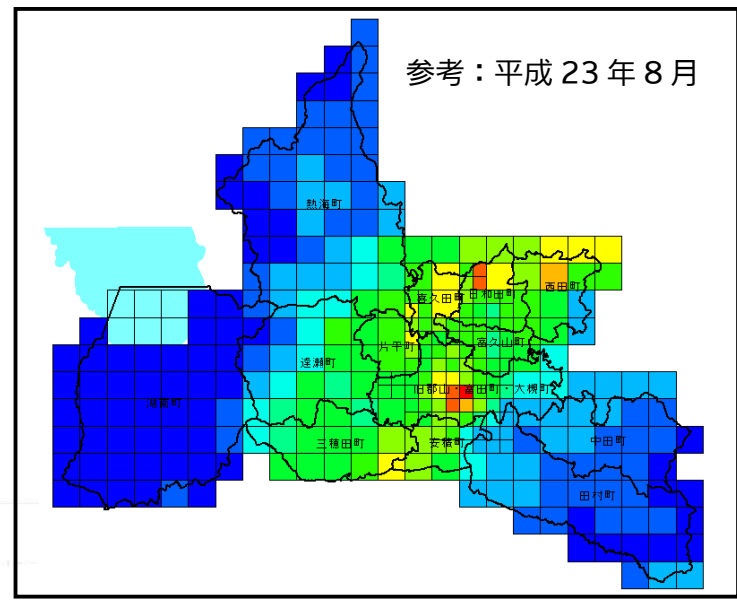 参考：平成 23 年 8 月
熱海町
西田町
喜久田町
日和田町
富久山町
片平町
逢瀬町
旧郡山・富田町・大槻町
湖南町
三穂田町
安積町
中田町
田村町